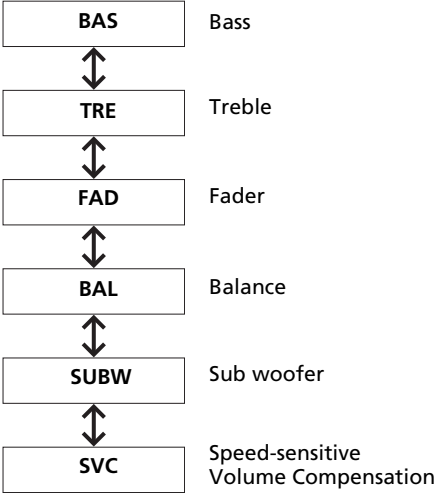 BAS Bass
TRE Treble
FAD Fader
BAL Balance
SUBW Sub woofer
SVC Speed-sensitive
Volume Compensation